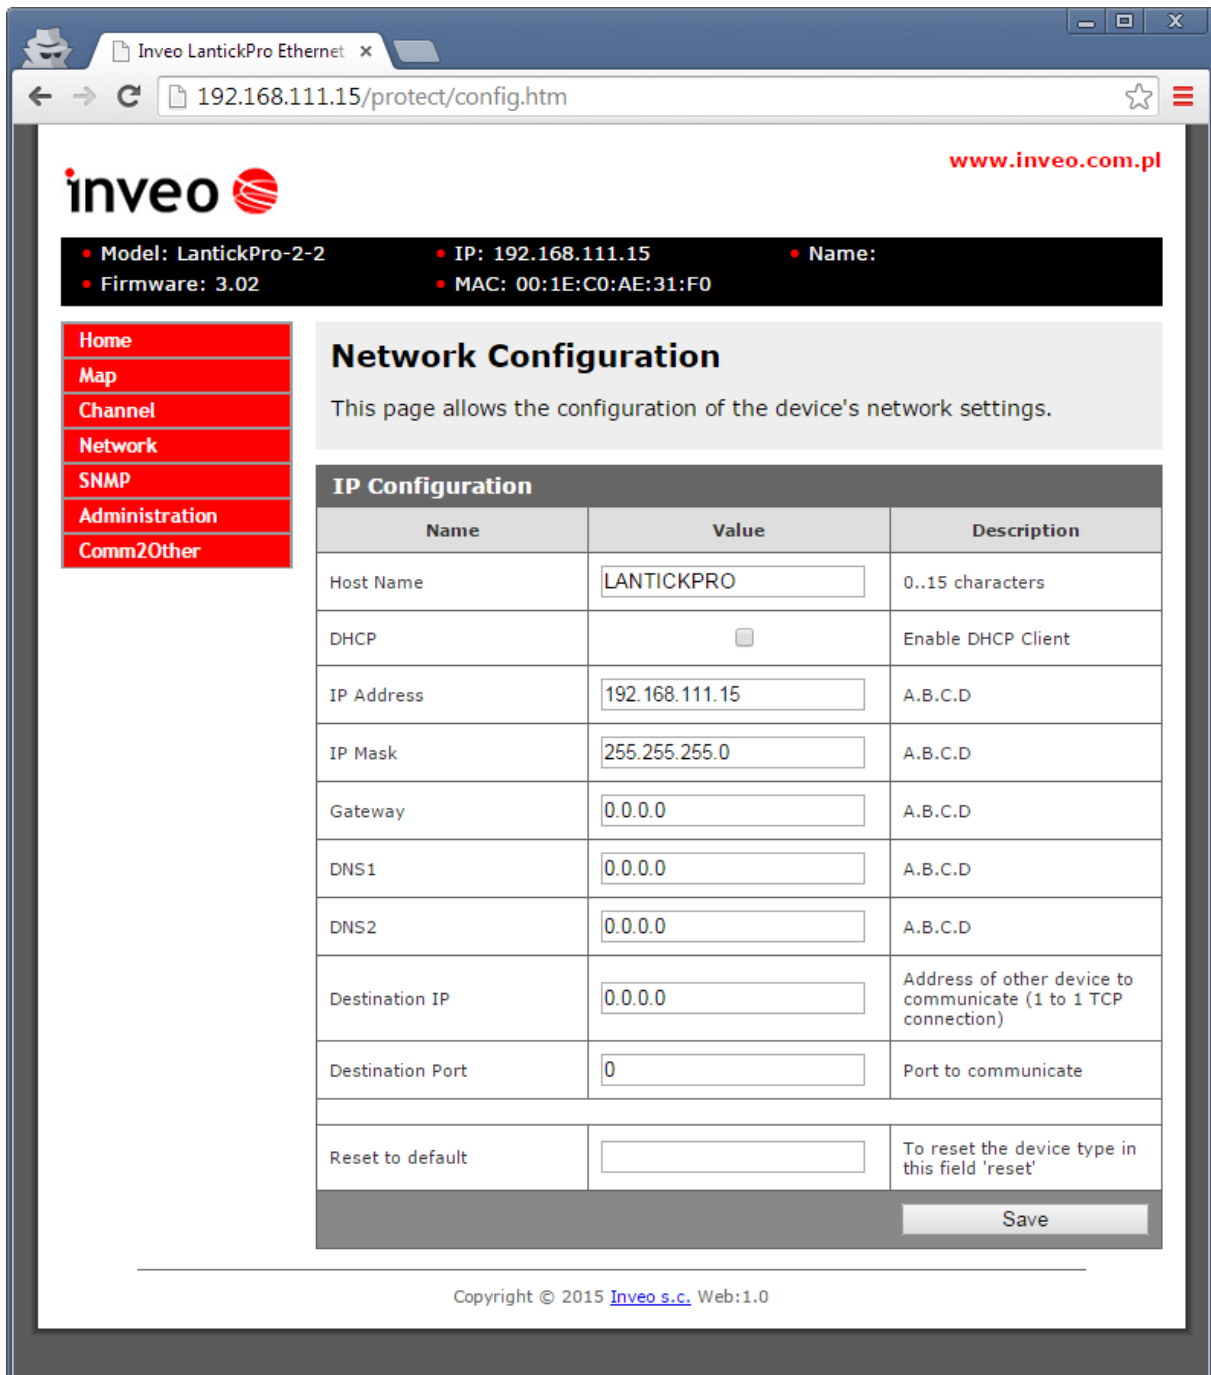 Inveo LantickPro Ethernet
192.168.111.15/protect/config.htm
www.inveo.com.pl
inveo
Model: LantickPro-2-2
IP: 192.168.111.15
Name:
Firmware: 3.02
MAC: 00:1E:C0:AE:31:F0
Home
Map
Channel
Network
SNMP
Administration
Comm2Other
Network Configuration
This page allows the configuration of the device's network settings.
IP Configuration
Name Value Description
Host Name LANTICKPRO 0..15 characters
DHCP Enable DHCP Client
IP Address 192.168.111.15 A.B.C.D
IP Mask 255.255.255.0 A.B.C.D
Gateway 0.0.0.0 A.B.C.D
DNS1 0.0.0.0 A.B.C.D
DNS2 0.0.0.0 A.B.C.D
Destination IP 0.0.0.0 Address of other device to
communicate (1 to 1 TCP
connection)
Destination Port 0 Port to communicate
Reset to default To reset the device type in
this field 'reset'
Save
Copyright © 2015 Inveo s.c. Web:1.0